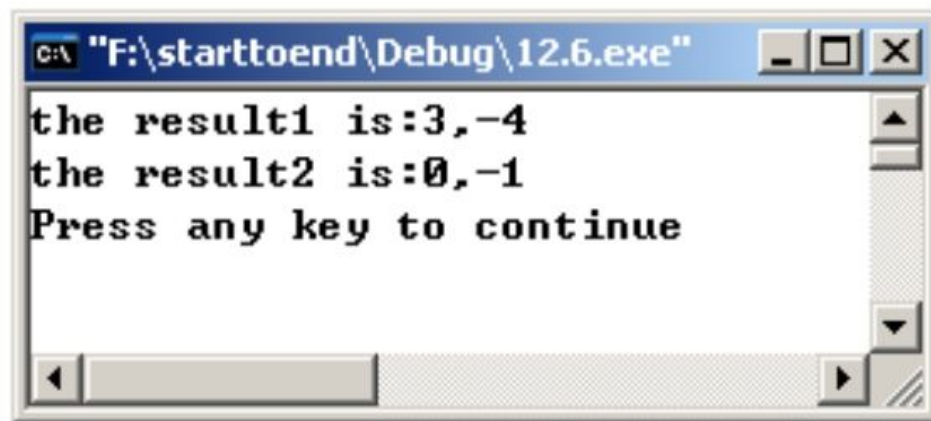 C:\ "F:\starttoend\Debug\12.6.exe"
the result1 is:3,-4
the result2 is:0,-1
Press any key to continue